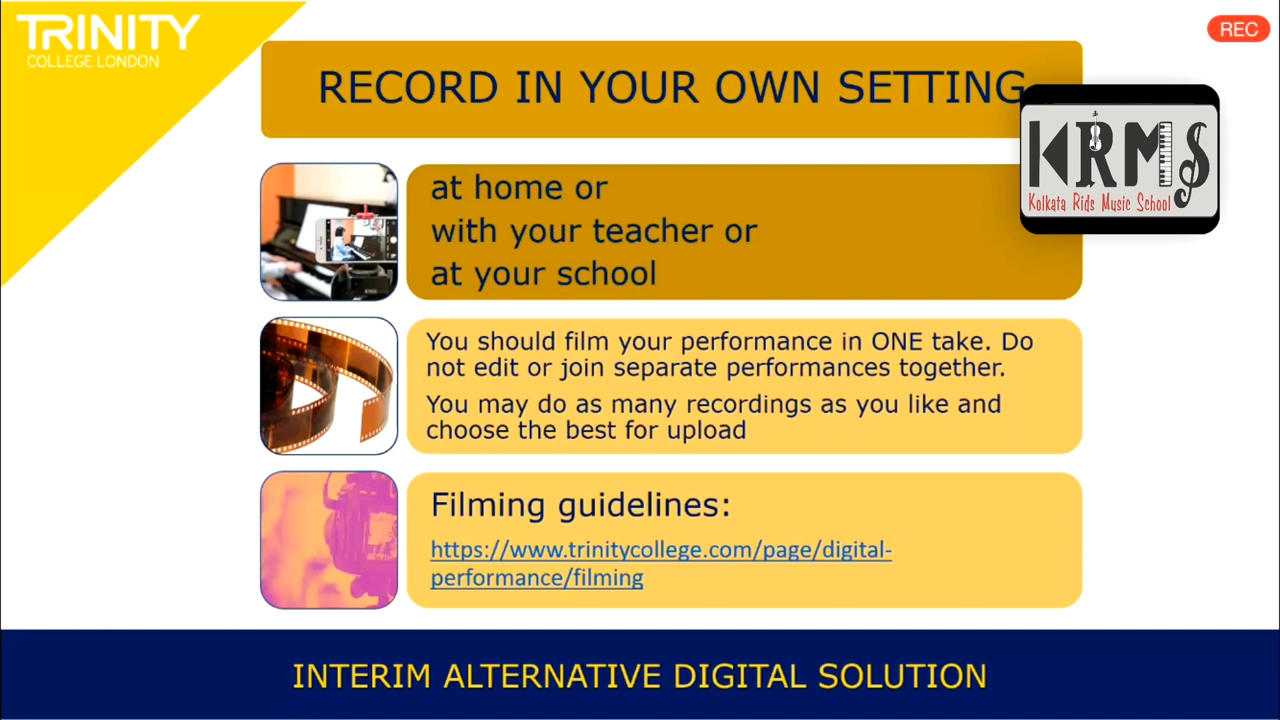 TRINITY
COLLEGE LONDON
REC
RECORD IN YOUR OWN SETTING
KRMS
Kolkata Rids Music School
at home or
with your teacher or
at your school
You should film your performance in ONE take. Do
not edit or join separate performances together.
You may do as many recordings as you like and
choose the best for upload
Filming guidelines:
https://www.trinitycollege.com/page/digital-
performance/filming
INTERIM ALTERNATIVE DIGITAL SOLUTION